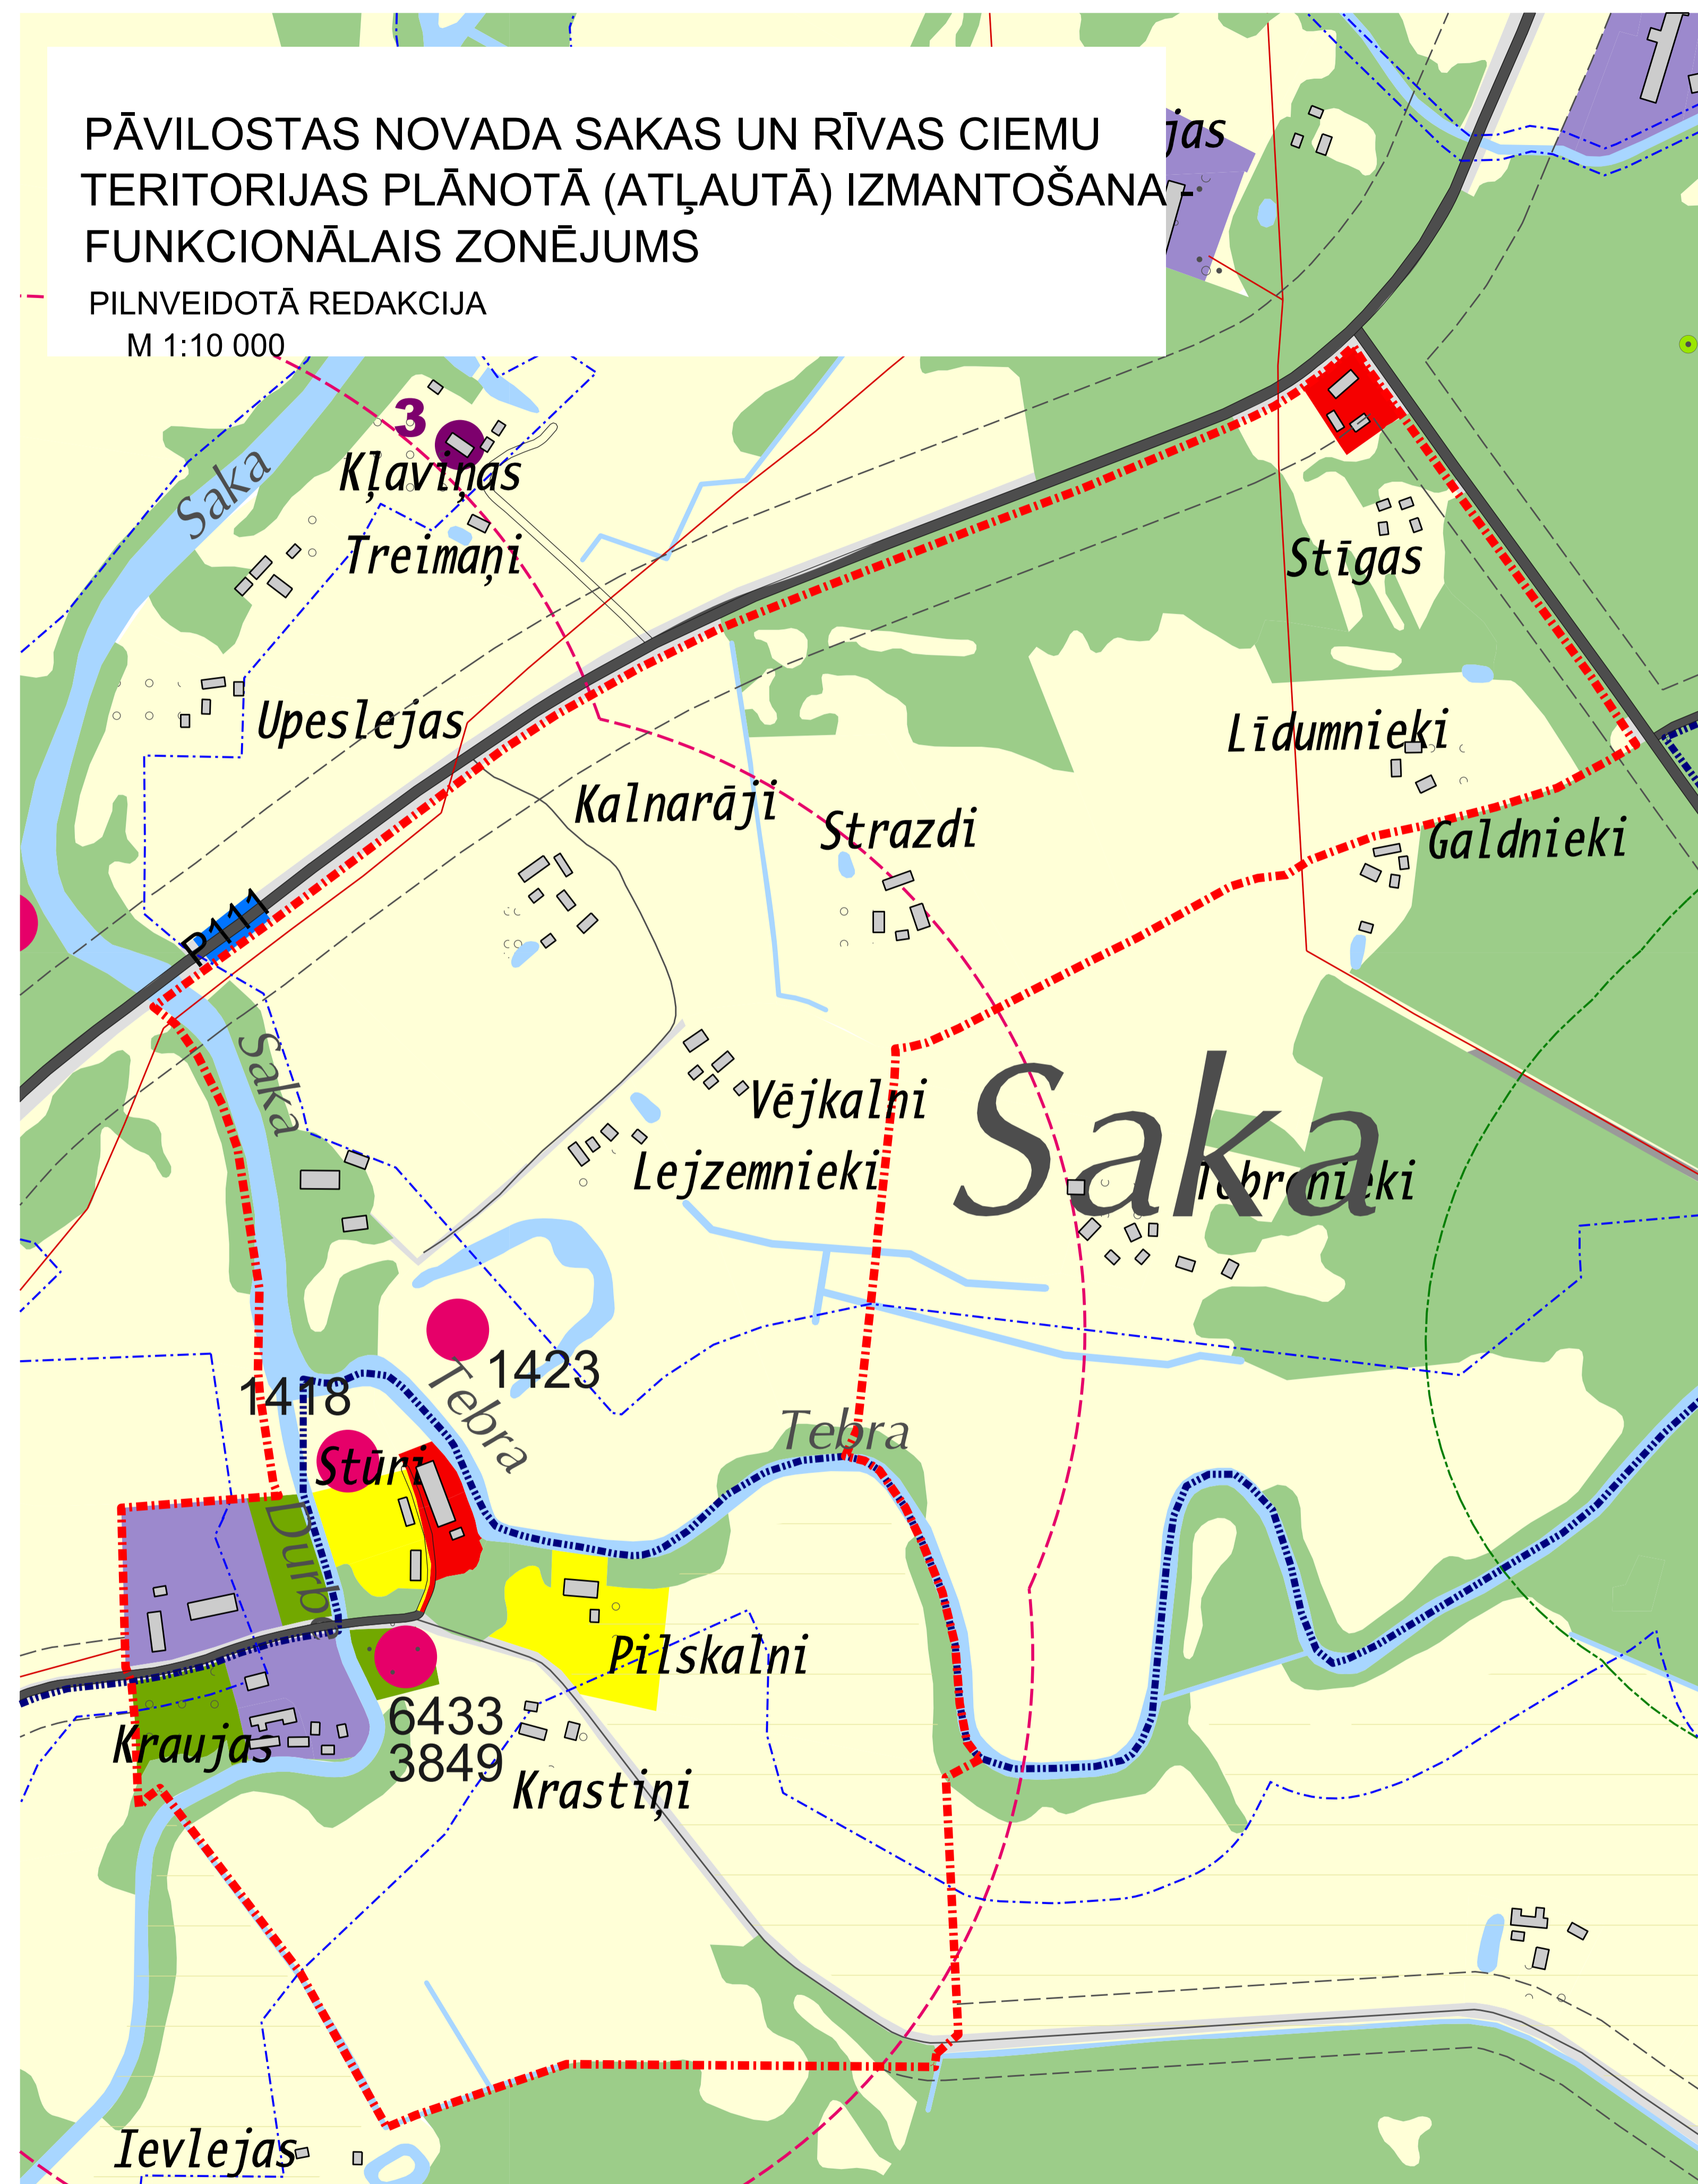 PĀVILOSTAS NOVADA SAKAS UN RĪVAS CIEMU
TERITORIJAS PLĀNOTĀ (ATĻAUTĀ) IZMANTOŠANA -
FUNKCIONĀLAIS ZONĒJUMS
PILNVEIDOTĀ REDAKCIJA
M 1:10 000
jas
3
Kļaviņas
Saka
Treimaņi
Stīgas
Upeslejas
Līdumnieki
Kalnarāji
Strazdi
Galdnieki
P111
Saka
Vējkalni
Saka
Lejzemnieki
Tebrenieki
1423
1418
Tebra
Tebra
Stūri
Durbe
Pilskalni
6433
3849
Kraujas
Krastiņi
Ievlejas